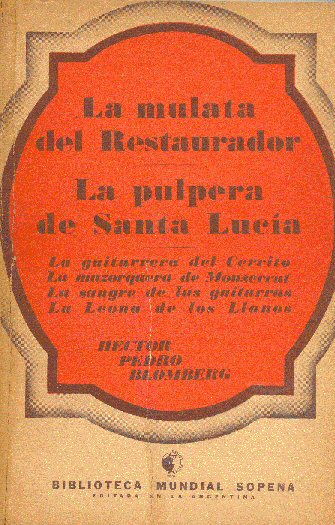 La mulata
del Restaurador
La pulpera
de Santa Lucía
La guitarrera del Cerrito
La mazorquera de Monserrat
La sangre de las guitarras
La Leona de los Llanos
HECTOR
PEDRO
BLOMBERG
BIBLIOTECA MUNDIAL SOPENA
EDITADA EN LA ARGENTINA